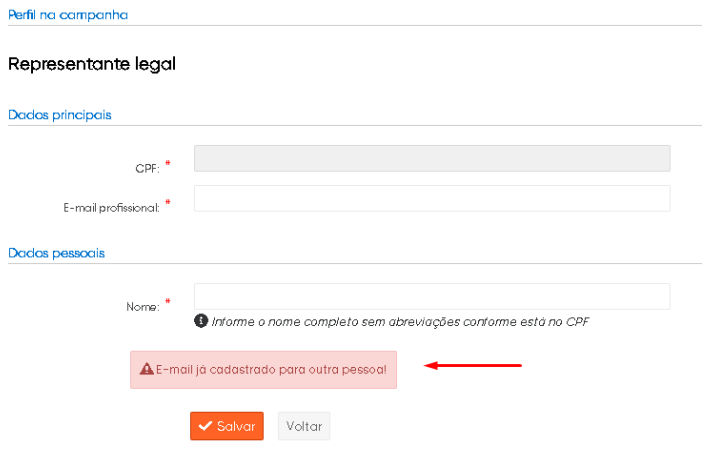 Perfil na campanha
Representante legal
Dados principais
CPF: *
E-mail profissional: *
Dados pessoais
Nome: *
Informe o nome completo sem abreviações conforme está no CPF
E-mail já cadastrado para outra pessoa!
Salvar Voltar